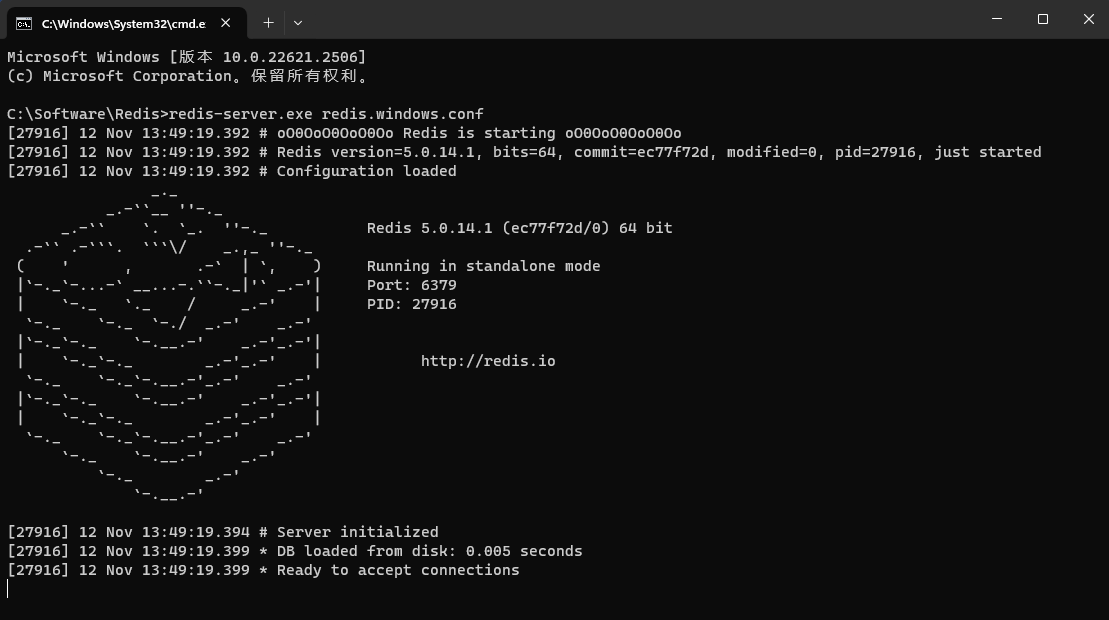 C:\Windows\System32\cmd.e
Microsoft Windows [版本 10.0.22621.2506]
(c) Microsoft Corporation。保留所有权利。
C:\Software\Redis>redis-server.exe redis.windows.conf
[27916] 12 Nov 13:49:19.392 # oO0OoO0OoO0Oo Redis is starting oO0OoO0OoO0Oo
[27916] 12 Nov 13:49:19.392 # Redis version=5.0.14.1, bits=64, commit=ec77f72d, modified=0, pid=27916, just started
[27916] 12 Nov 13:49:19.392 # Configuration loaded
Redis 5.0.14.1 (ec77f72d/0) 64 bit
Running in standalone mode
Port: 6379
PID: 27916
http://redis.io
[27916] 12 Nov 13:49:19.394 # Server initialized
[27916] 12 Nov 13:49:19.399 * DB loaded from disk: 0.005 seconds
[27916] 12 Nov 13:49:19.399 * Ready to accept connections